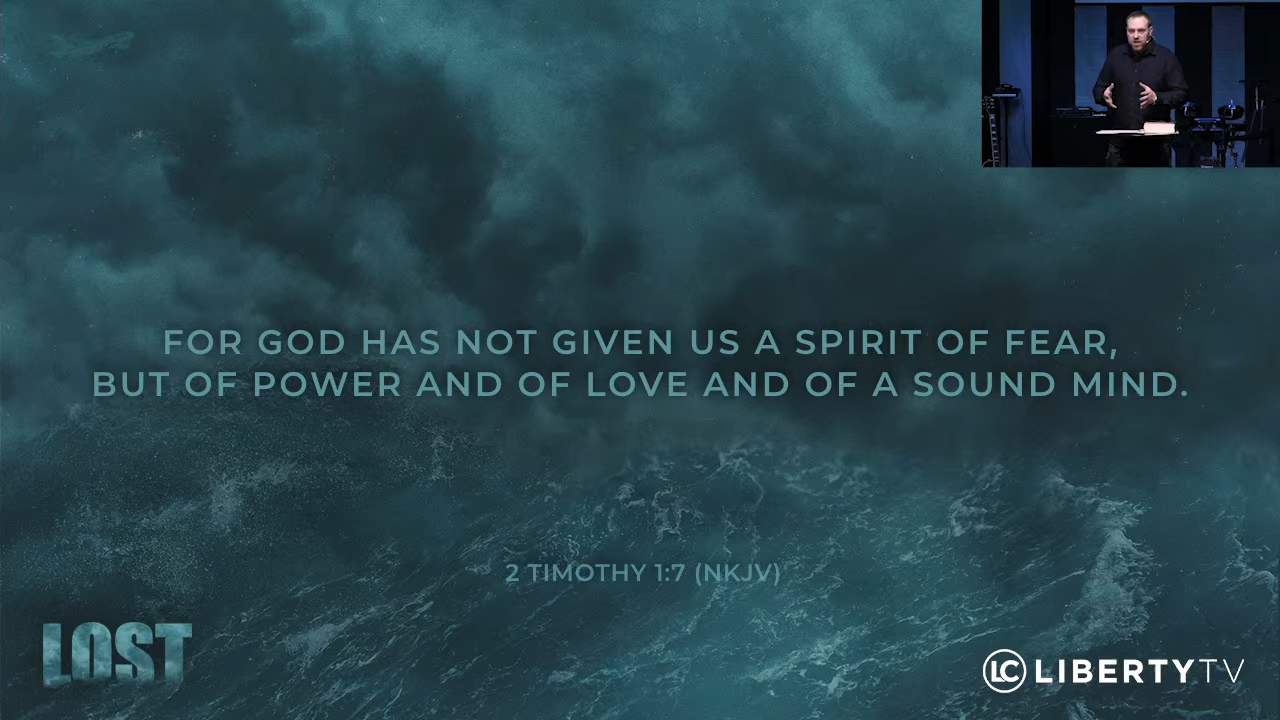 FOR GOD HAS NOT GIVEN US A SPIRIT OF FEAR,
BUT OF POWER AND OF LOVE AND OF A SOUND MIND.
2 TIMOTHY 1:7 (NKJV)
LOST
LC LIBERTYTV